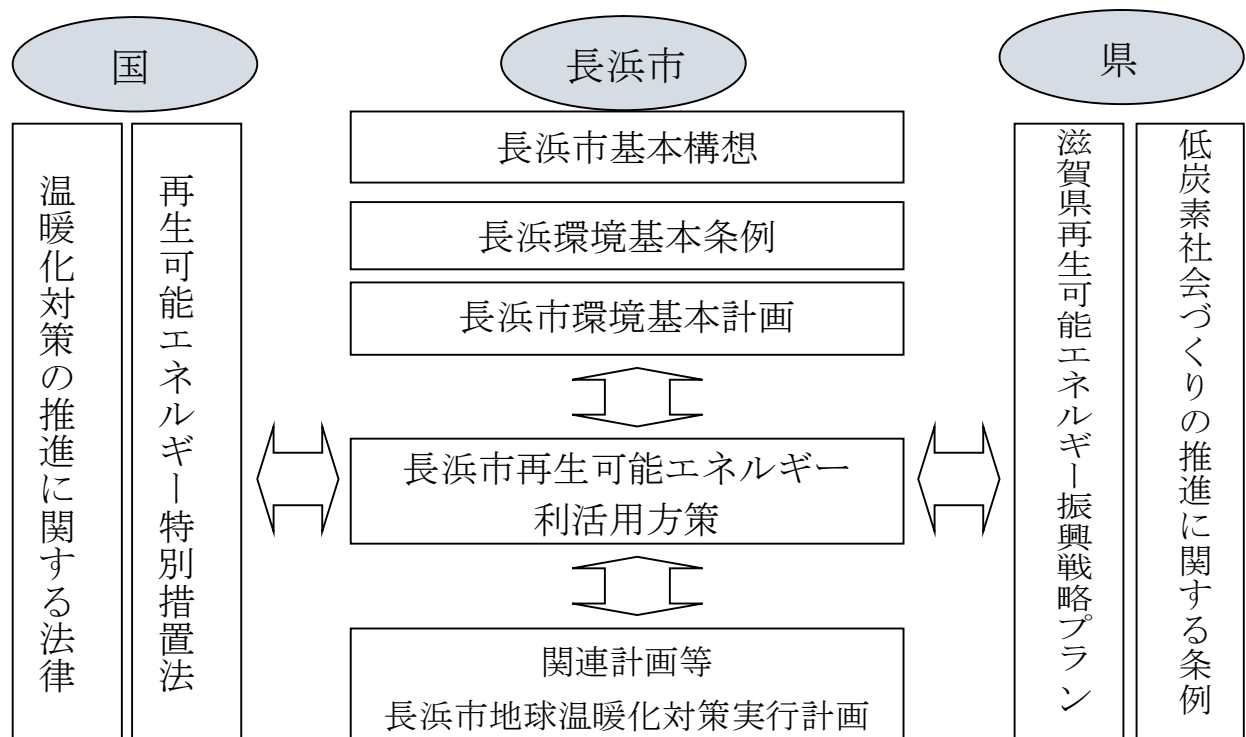 国
長浜市
県
温暖化対策の推進に関する法律
再生可能エネルギー特別措置法
長浜市基本構想
長浜環境基本条例
長浜市環境基本計画
長浜市再生可能エネルギー
利活用方策
関連計画等
長浜市地球温暖化対策実行計画
滋賀県再生可能エネルギー振興戦略プラン
低炭素社会づくりの推進に関する条例